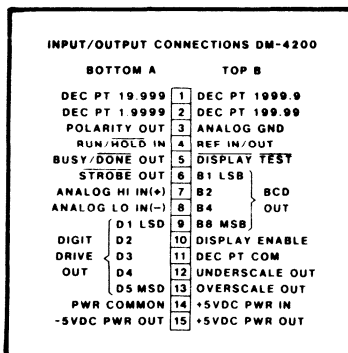 INPUT/OUTPUT CONNECTIONS DM-4200
BOTTOM A TOP B
DEC PT 19.999 1 DEC PT 1999.9
DEC PT 1.9999 2 DEC PT 199.99
POLARITY OUT 3 ANALOG GND
RUN/HOLD IN 4 REF IN/OUT
BUSY/DONE OUT 5 DISPLAY TEST
STROBE OUT 6 B1 LSB
ANALOG HI IN(+) 7 B2 BCD
ANALOG LO IN(-) 8 B4 OUT
D1 LSD 9 B8 MSB
DIGIT D2 10 DISPLAY ENABLE
DRIVE D3 11 DEC PT COM
OUT D4 12 UNDERSCALE OUT
D5 MSD 13 OVERSCALE OUT
PWR COMMON 14 +5VDC PWR IN
-5VDC PWR OUT 15 +5VDC PWR OUT